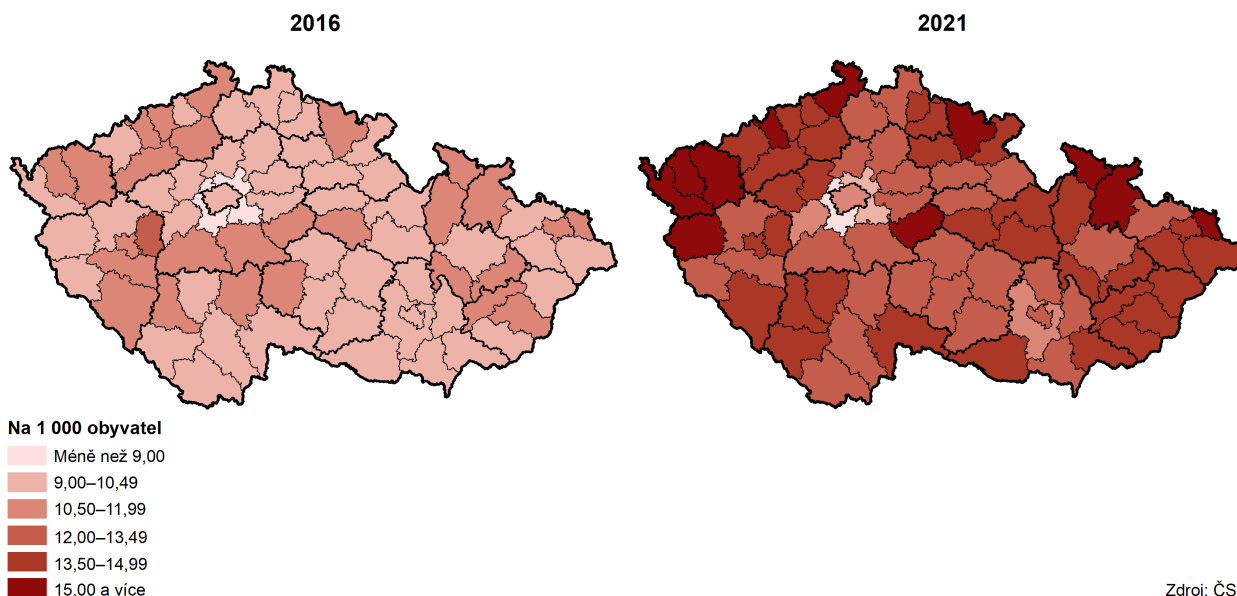 2016
2021
Na 1 000 obyvatel
Méně než 9,00
9,00–10,49
10,50–11,99
12,00–13,49
13,50–14,99
15,00 a více
Zdroj: ČS